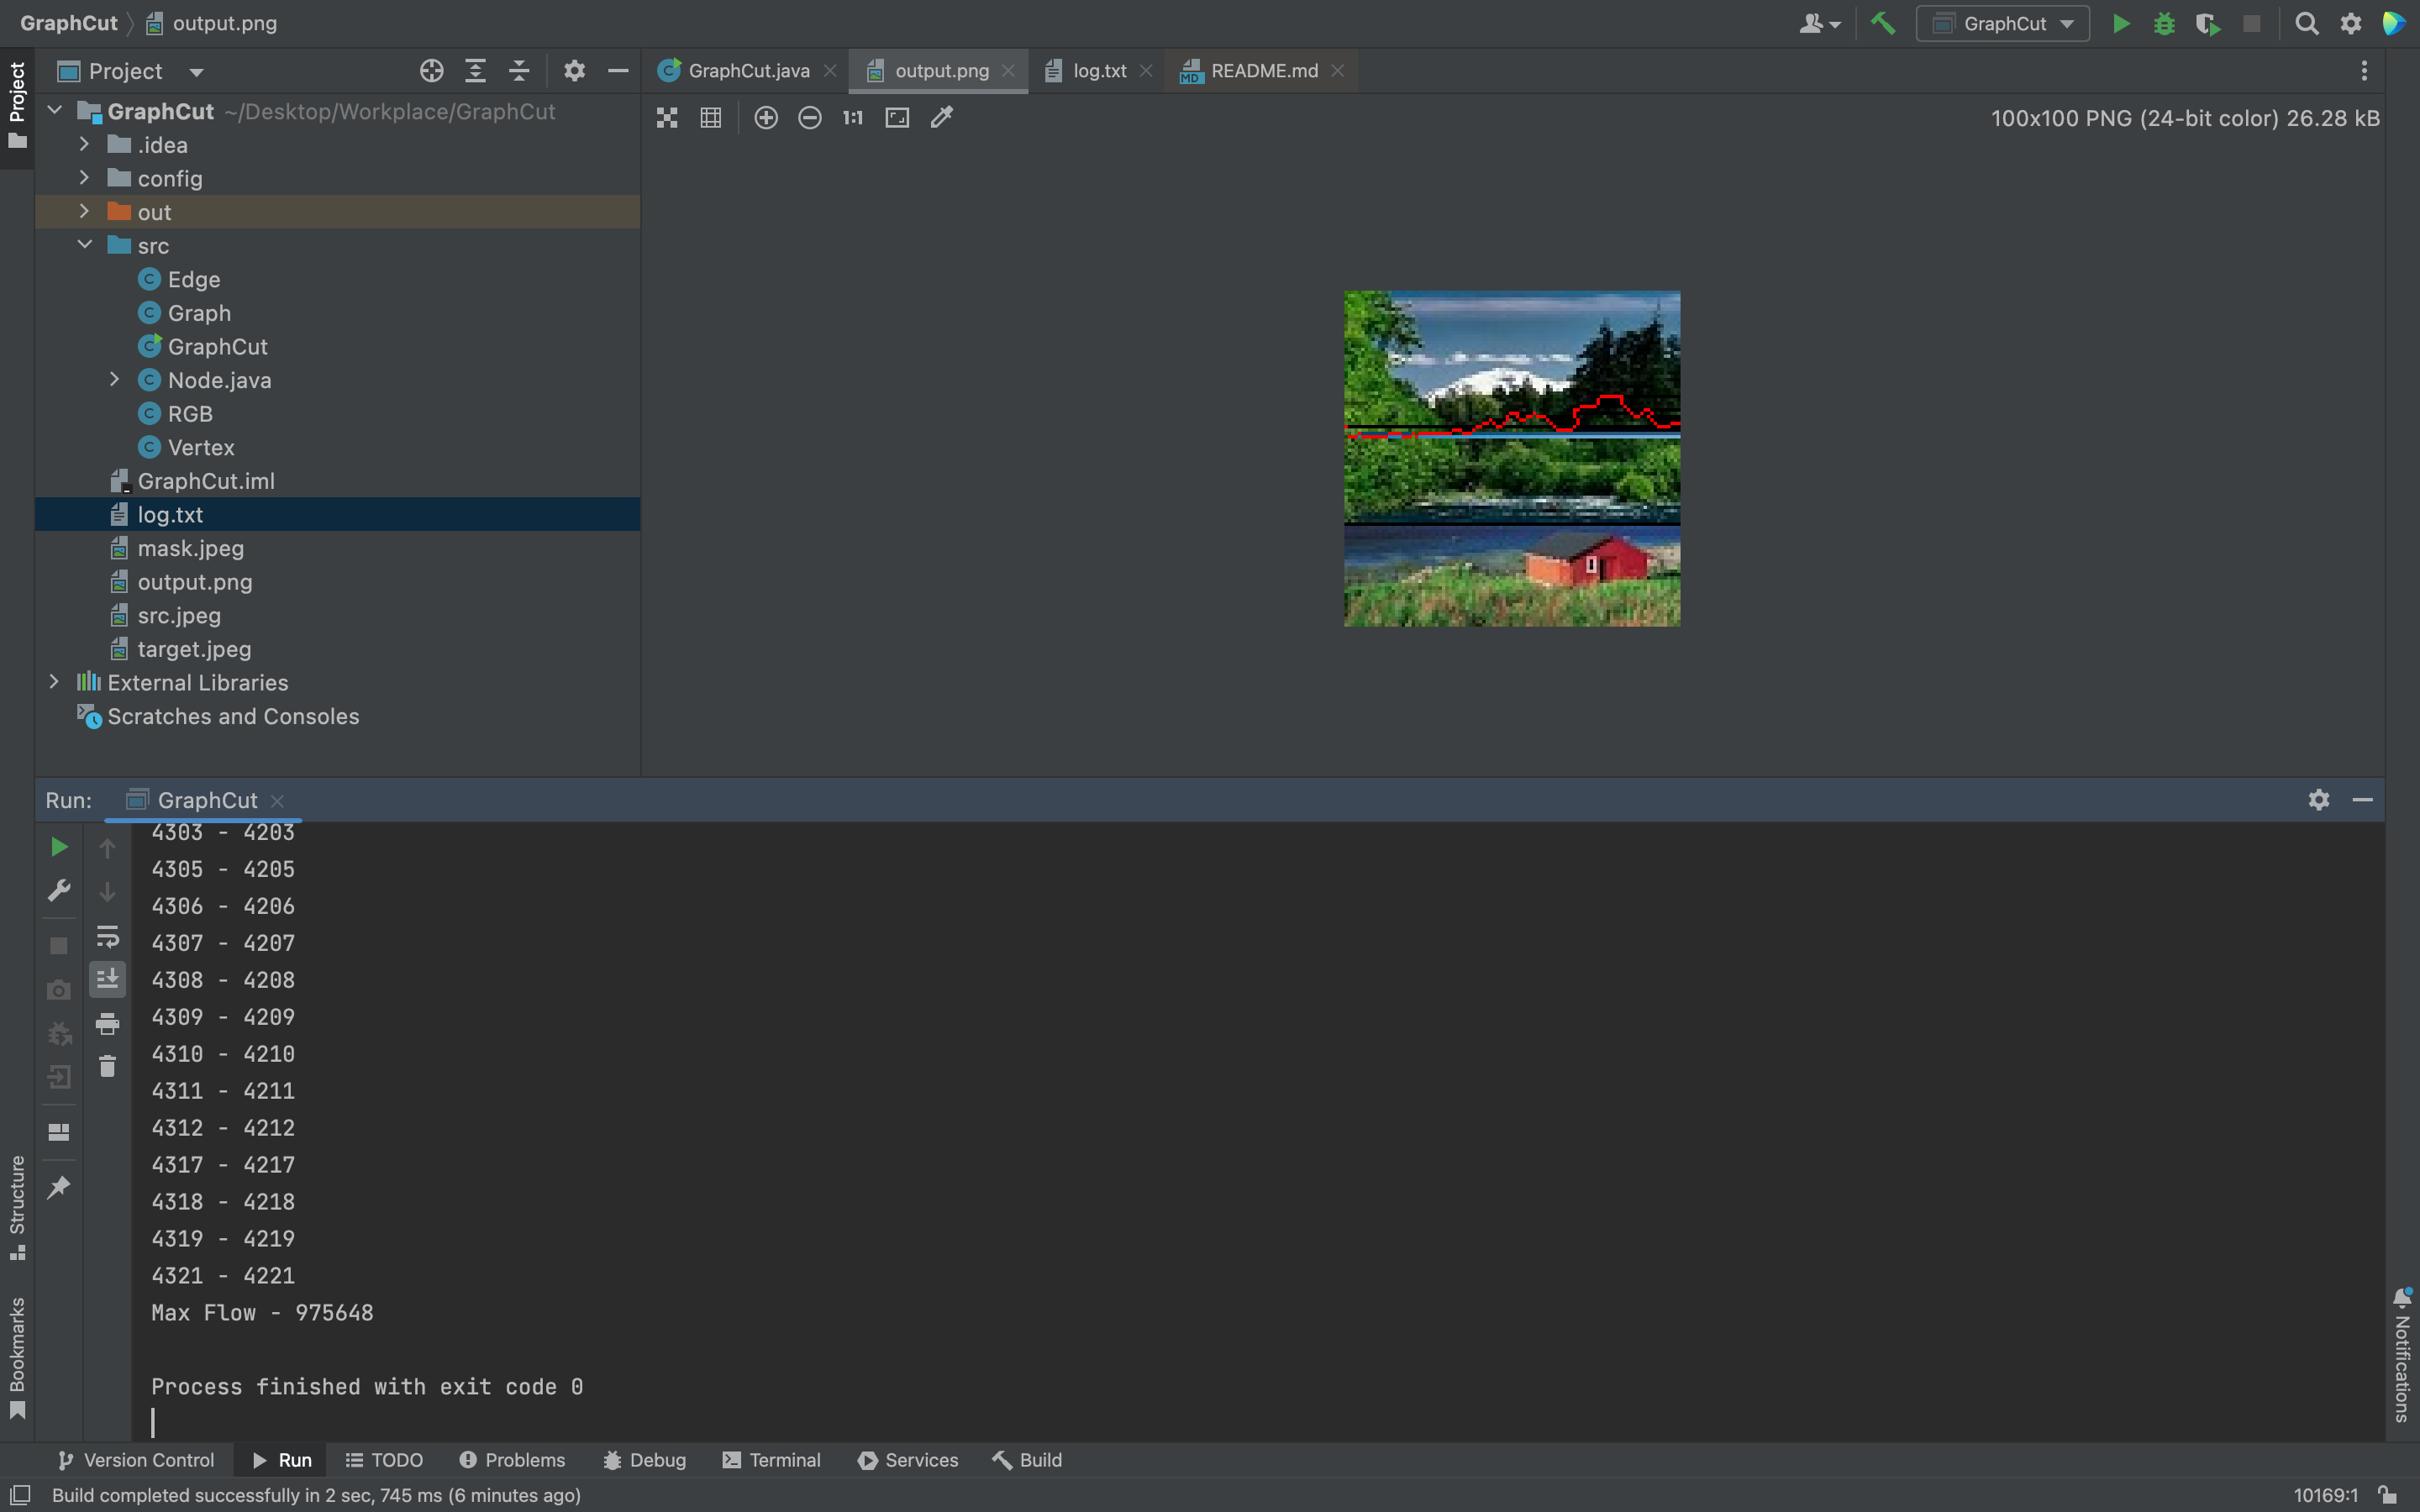 GraphCut
output.png
GraphCut
Project
Project
GraphCut.java
output.png
log.txt
README.md
100x100 PNG (24-bit color) 26.28 kB
GraphCut ~/Desktop/Workplace/GraphCut
.idea
config
out
src
Edge
Graph
GraphCut
Node.java
RGB
Vertex
GraphCut.iml
log.txt
mask.jpeg
output.png
src.jpeg
target.jpeg
External Libraries
Scratches and Consoles
1:1
MD
Run:
GraphCut
4303 - 4203
4305 - 4205
4306 - 4206
4307 - 4207
4308 - 4208
4309 - 4209
4310 - 4210
4311 - 4211
4312 - 4212
4317 - 4217
4318 - 4218
4319 - 4219
4321 - 4221
Max Flow - 975648
Process finished with exit code 0
Structure
Bookmarks
Notifications
Version Control
Run
TODO
Problems
Debug
Terminal
Services
Build
Build completed successfully in 2 sec, 745 ms (6 minutes ago)
10169:1